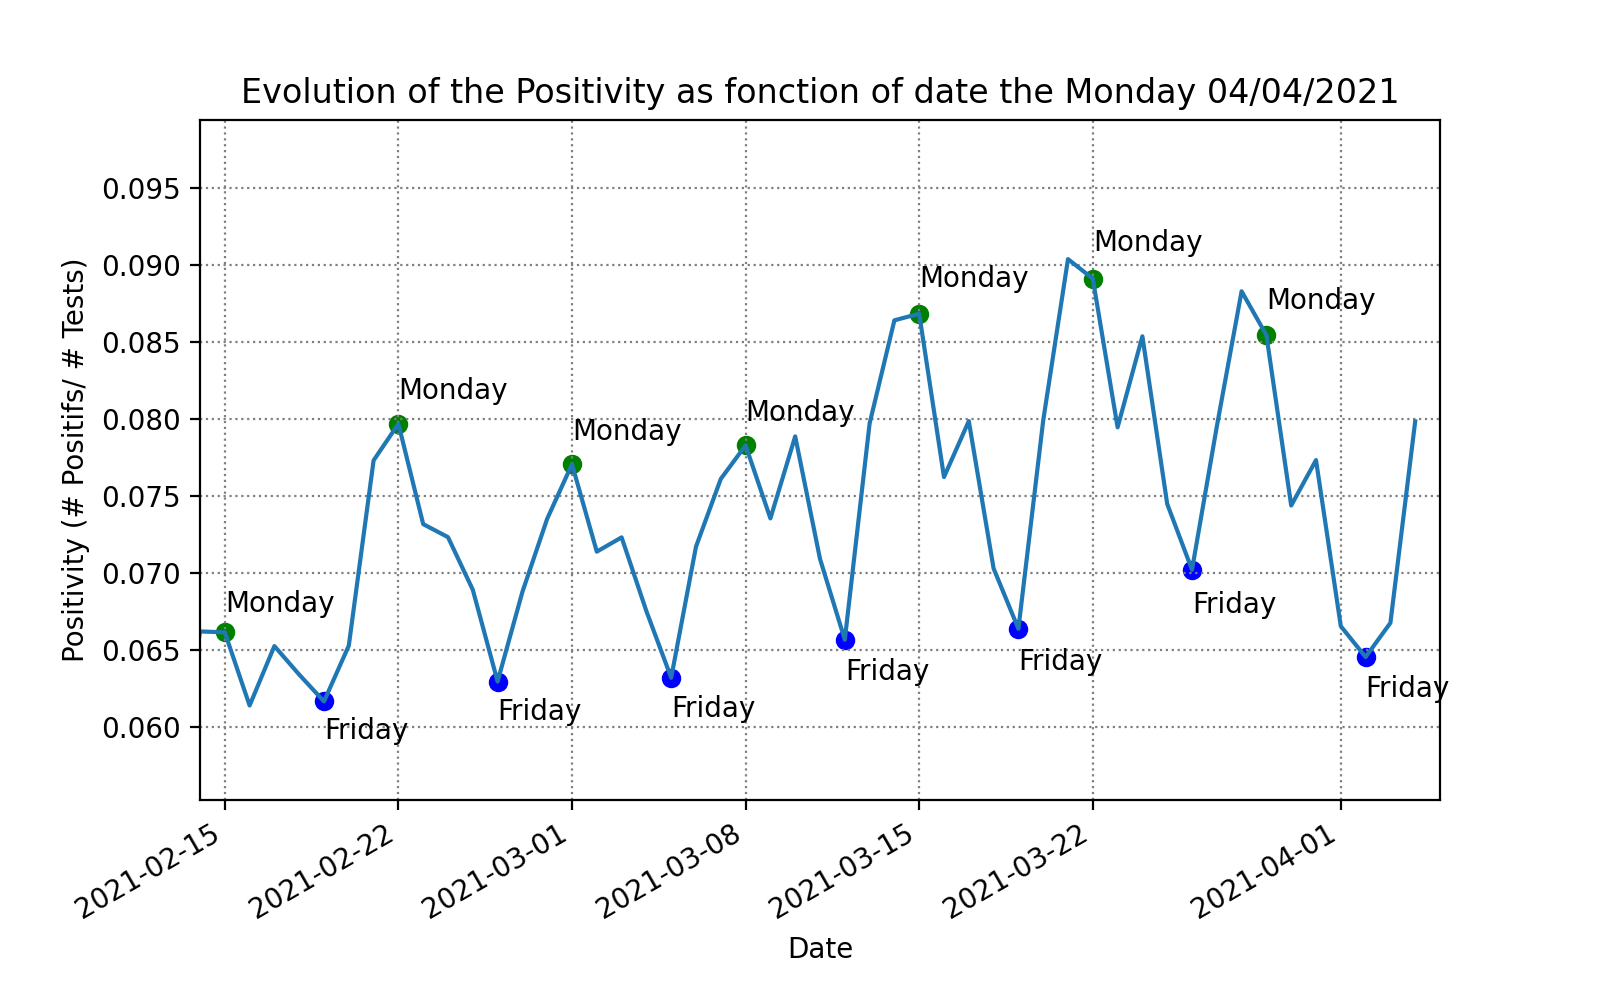 Evolution of the Positivity as fonction of date the Monday 04/04/2021
Positivity (# Positifs/ # Tests)
0.095
0.090
0.085
0.080
0.075
0.070
0.065
0.060
Monday
Monday
Monday
Monday
Monday
Monday
Monday
Friday
Friday
Friday
Friday
Friday
Friday
Friday
2021-02-15
2021-02-22
2021-03-01
2021-03-08
2021-03-15
2021-03-22
2021-04-01
Date